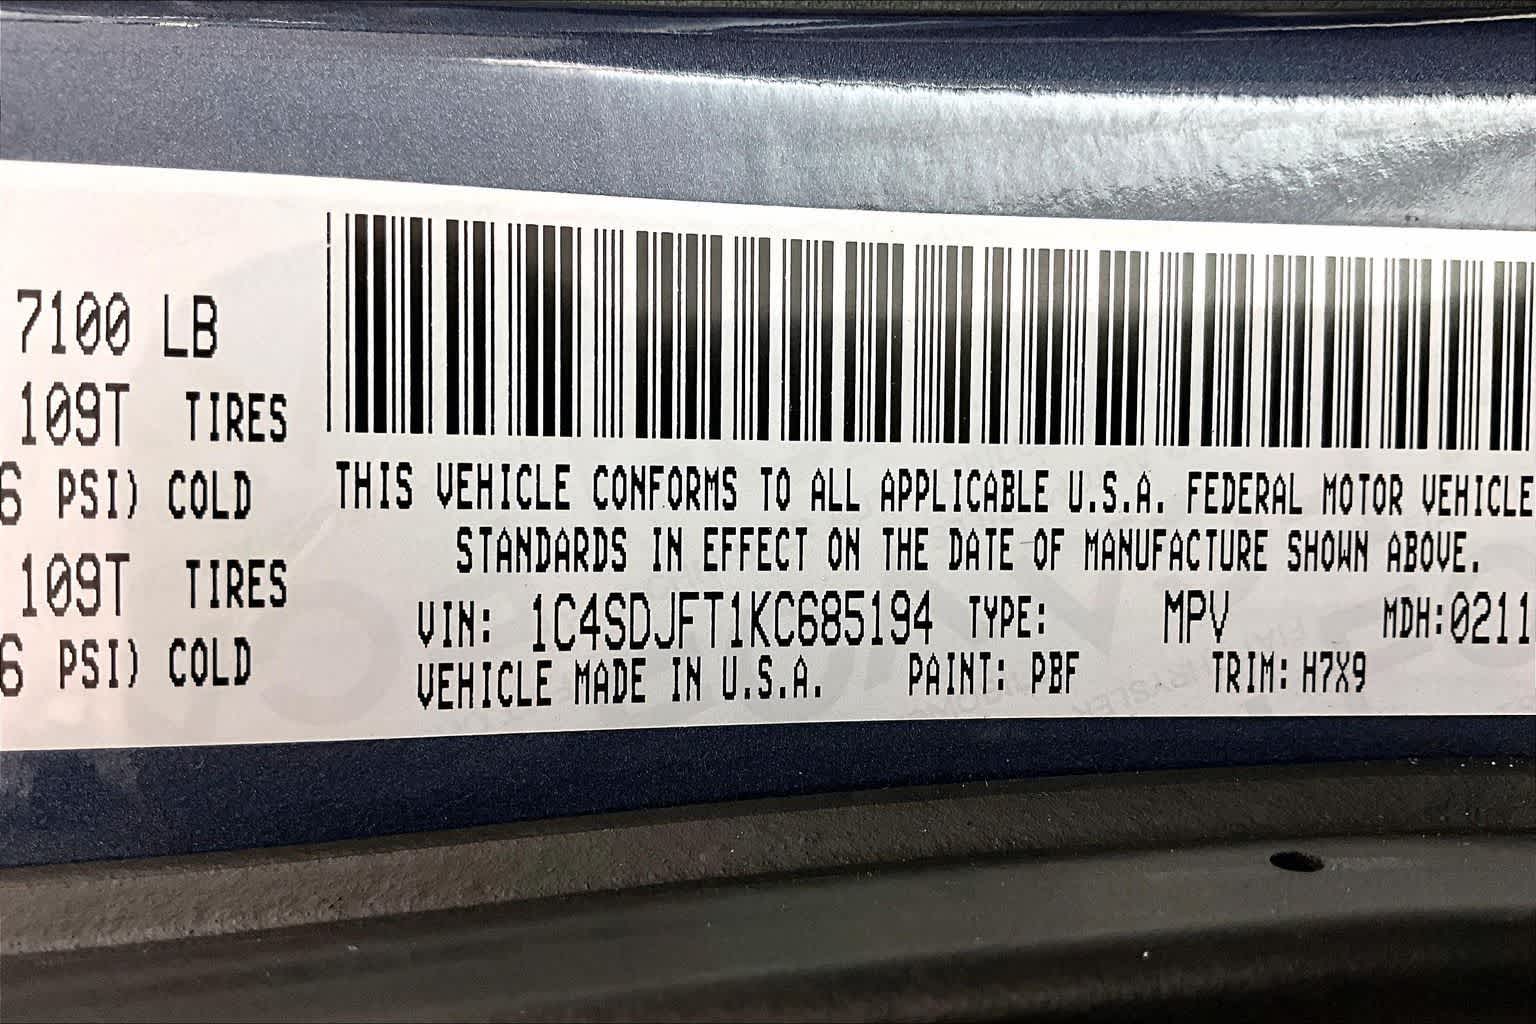 7100 LB
109T TIRES
6 PSI) COLD
109T TIRES
6 PSI) COLD
THIS VEHICLE CONFORMS TO ALL APPLICABLE U.S.A. FEDERAL MOTOR VEHICLE
STANDARDS IN EFFECT ON THE DATE OF MANUFACTURE SHOWN ABOVE.
VIN: 1C4SDJFT1KC685194 TYPE: MPV MDH:0211
VEHICLE MADE IN U.S.A. PAINT: PBF TRIM: H7X9